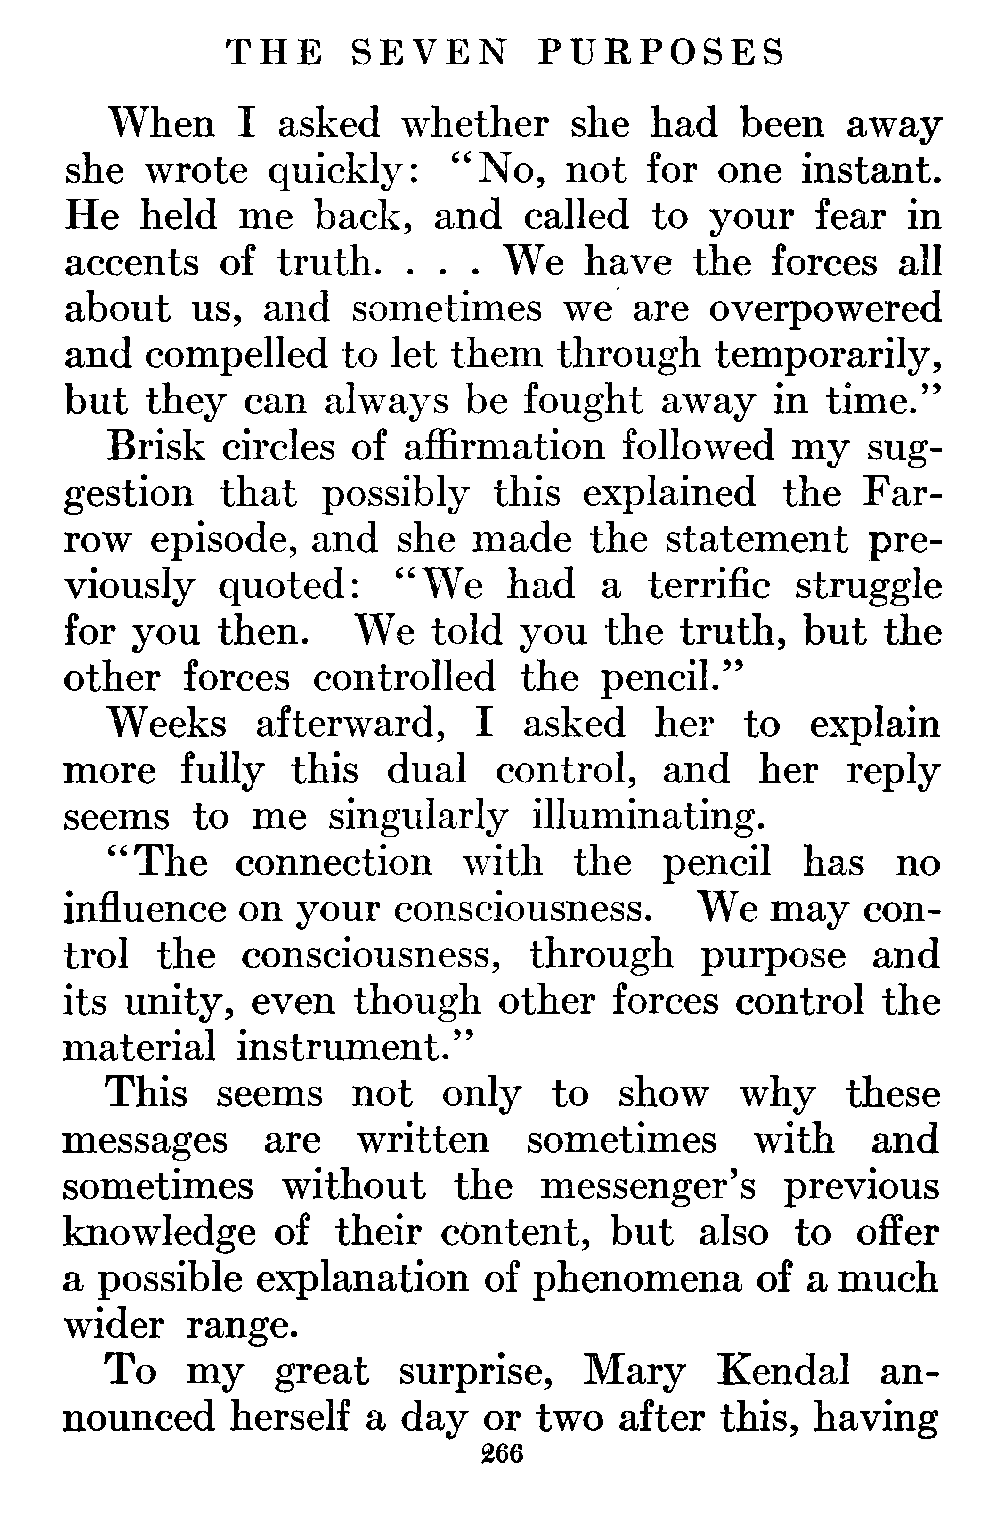 THE SEVEN PURPOSES
When I asked whether she had been away
she wrote quickly: “No, not for one instant.
He held me back, and called to your fear in
accents of truth. . . . We have the forces all
about us, and sometimes we are overpowered
and compelled to let them through temporarily,
but they can always be fought away in time.”
Brisk circles of affirmation followed my sug-
gestion that possibly this explained the Far-
row episode, and she made the statement pre-
viously quoted: “We had a terrific struggle
for you then. We told you the truth, but the
other forces controlled the pencil.”
Weeks afterward, I asked her to explain
more fully this dual control, and her reply
seems to me singularly illuminating.
“The connection with the pencil has no
influence on your consciousness. We may con-
trol the consciousness, through purpose and
its unity, even though other forces control the
material instrument.”
This seems not only to show why these
messages are written sometimes with and
sometimes without the messenger’s previous
knowledge of their content, but also to offer
a possible explanation of phenomena of a much
wider range.
To my great surprise, Mary Kendal an-
nounced herself a day or two after this, having
266